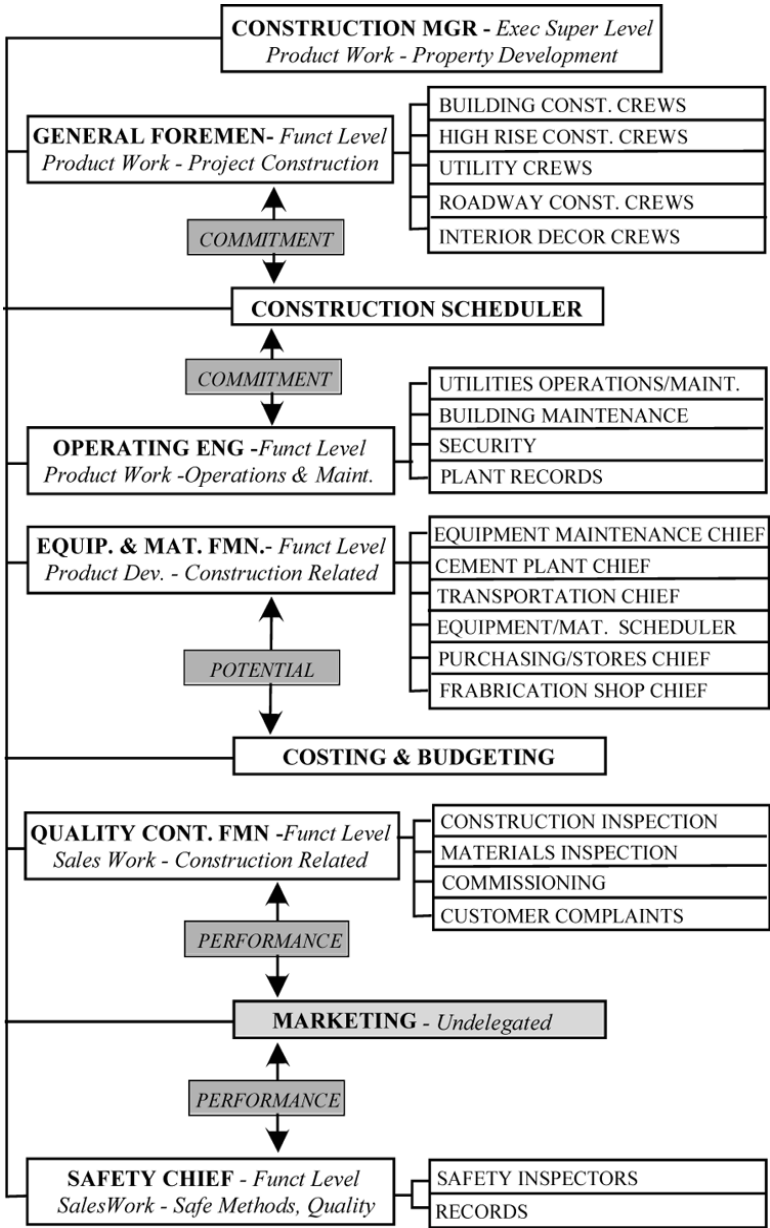 CONSTRUCTION MGR - Exec Super Level
Product Work - Property Development
GENERAL FOREMEN- Funct Level
Product Work - Project Construction
BUILDING CONST. CREWS
HIGH RISE CONST. CREWS
UTILITY CREWS
ROADWAY CONST. CREWS
INTERIOR DECOR CREWS
COMMITMENT
CONSTRUCTION SCHEDULER
COMMITMENT
OPERATING ENG -Funct Level
Product Work -Operations & Maint.
UTILITIES OPERATIONS/MAINT.
BUILDING MAINTENANCE
SECURITY
PLANT RECORDS
EQUIP. & MAT. FMN.- Funct Level
Product Dev. - Construction Related
EQUIPMENT MAINTENANCE CHIEF
CEMENT PLANT CHIEF
TRANSPORTATION CHIEF
EQUIPMENT/MAT. SCHEDULER
PURCHASING/STORES CHIEF
FRABRICATION SHOP CHIEF
POTENTIAL
COSTING & BUDGETING
QUALITY CONT. FMN -Funct Level
Sales Work - Construction Related
CONSTRUCTION INSPECTION
MATERIALS INSPECTION
COMMISSIONING
CUSTOMER COMPLAINTS
PERFORMANCE
MARKETING - Undelegated
PERFORMANCE
SAFETY CHIEF - Funct Level
SalesWork - Safe Methods, Quality
SAFETY INSPECTORS
RECORDS